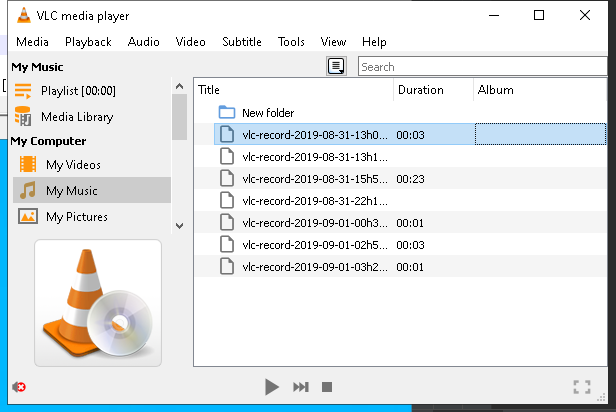 VLC media player
Media Playback Audio Video Subtitle Tools View Help
My Music
Search
Playlist [00:00]
Media Library
My Computer
My Videos
My Music
My Pictures
Title Duration Album
New folder
vlc-record-2019-08-31-13h0... 00:03
vlc-record-2019-08-31-13h1...
vlc-record-2019-08-31-15h5... 00:23
vlc-record-2019-08-31-22h1...
vlc-record-2019-09-01-00h3... 00:01
vlc-record-2019-09-01-02h5... 00:03
vlc-record-2019-09-01-03h2... 00:01